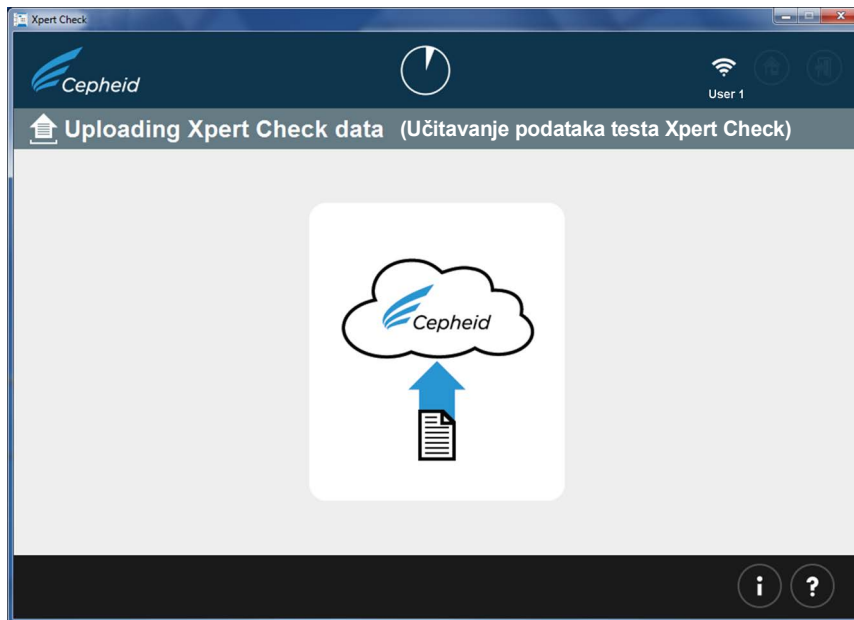 Xpert Check
Cepheid
User 1
Uploading Xpert Check data (Učitavanje podataka testa Xpert Check)
Cepheid
i ?